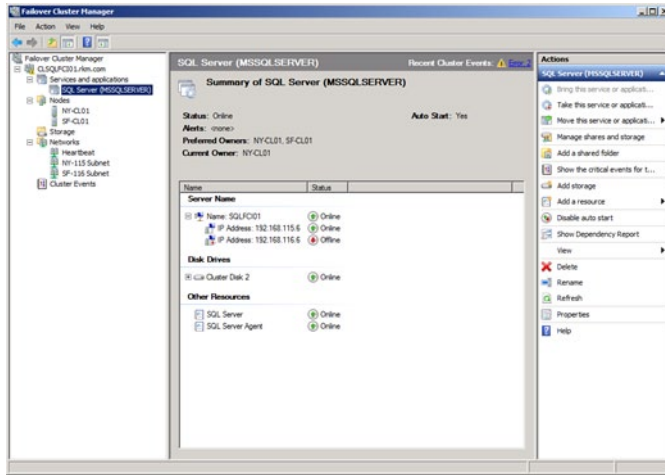 Failover Cluster Manager
File Action View Help
Failover Cluster Manager
CLSQLFCI01.rkm.com
Services and applications
SQL Server (MSSQLSERVER)
Nodes
NY-CL01
SF-CL01
Storage
Networks
Heartbeat
NY-115 Subnet
SF-116 Subnet
Cluster Events
SQL Server (MSSQLSERVER)
Recent Cluster Events: Error: 2
Summary of SQL Server (MSSQLSERVER)
Status: Online
Auto Start: Yes
Alerts: <none>
Preferred Owners: NY-CL01, SF-CL01
Current Owner: NY-CL01
Name Status
Server Name
Name: SQLFCI01 Online
IP Address: 192.168.115.6 Online
IP Address: 192.168.116.6 Offline
Disk Drives
Cluster Disk 2 Online
Other Resources
SQL Server Online
SQL Server Agent Online
Actions
SQL Server (MSSQLSERVER)
Bring this service or applicati...
Take this service or applicati...
Move this service or applicati...
Manage shares and storage
Add a shared folder
Show the critical events for t...
Add storage
Add a resource
Disable auto start
Show Dependency Report
View
Delete
Rename
Refresh
Properties
Help